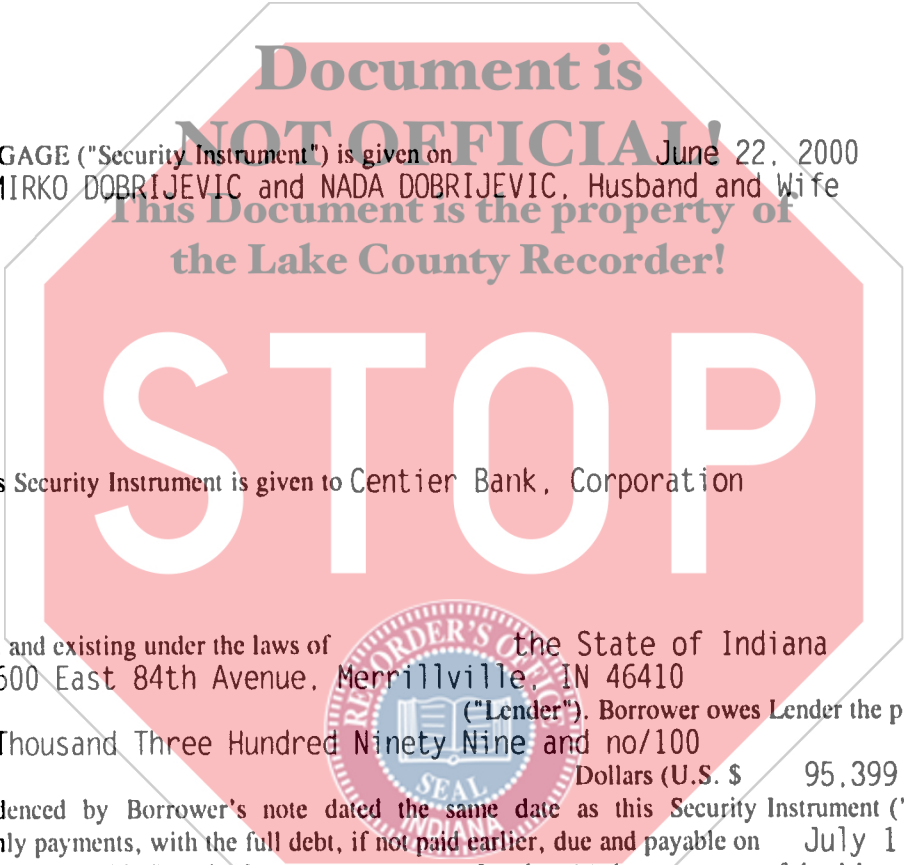 Document is
NOT OFFICIAL!
GAGE ("Security Instrument") is given on June 22, 2000
MIRKO DOBRIJEVIC and NADA DOBRIJEVIC, Husband and Wife
This Document is the property of
the Lake County Recorder!
STOP
s Security Instrument is given to Centier Bank, Corporation
and existing under the laws of the State of Indiana
600 East 84th Avenue, Merrillville, IN 46410
("Lender"). Borrower owes Lender the p
Thousand Three Hundred Ninety Nine and no/100
Dollars (U.S. $ 95,399
denced by Borrower's note dated the same date as this Security Instrument ("
nly payments, with the full debt, if not paid earlier, due and payable on July 1
RECORDER'S OFFICE
SEAL
INDIANA